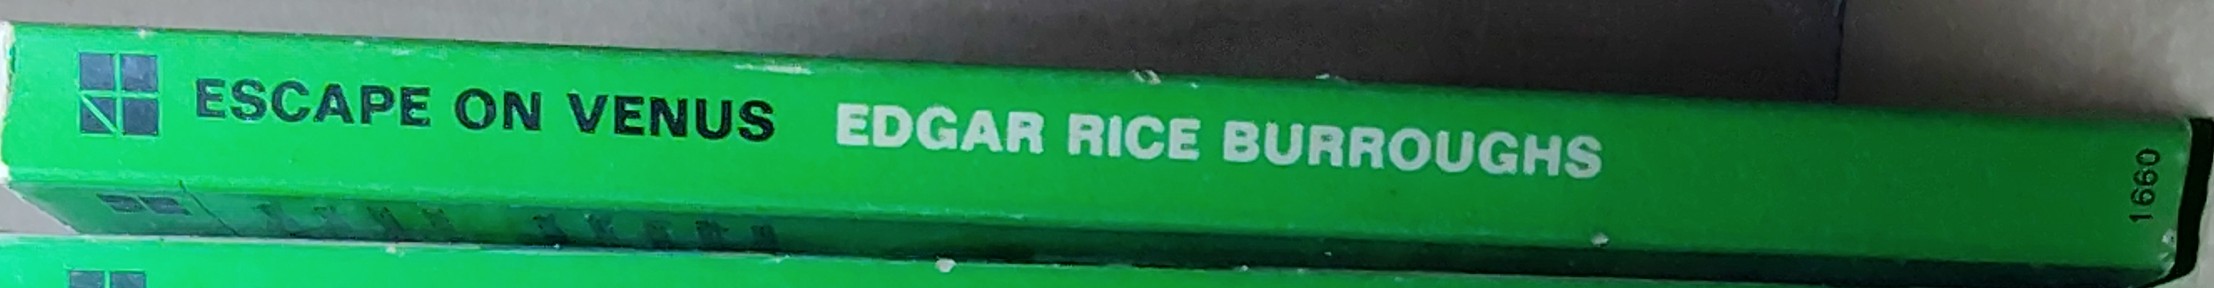 ESCAPE ON VENUS EDGAR RICE BURROUGHS
1660